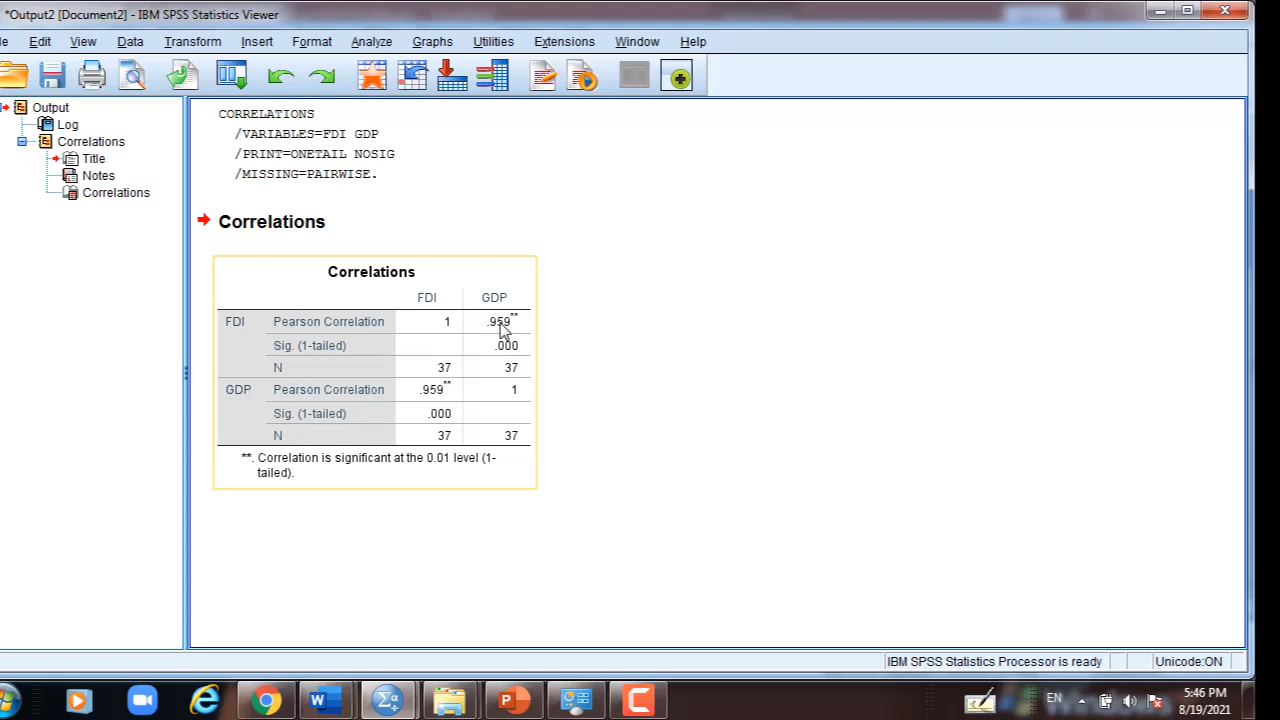 *Output2 [Document2] - IBM SPSS Statistics Viewer
le Edit View Data Transform Insert Format Analyze Graphs Utilities Extensions Window Help
Output
Log
Correlations
Title
Notes
Correlations
CORRELATIONS
/VARIABLES=FDI GDP
/PRINT=ONETAIL NOSIG
/MISSING=PAIRWISE.
Correlations
Correlations
FDI GDP
FDI Pearson Correlation 1 .959**
Sig. (1-tailed) .000
N 37 37
GDP Pearson Correlation .959** 1
Sig. (1-tailed) .000
N 37 37
**. Correlation is significant at the 0.01 level (1-
tailed).
IBM SPSS Statistics Processor is ready Unicode:ON
EN
5:46 PM
8/19/2021